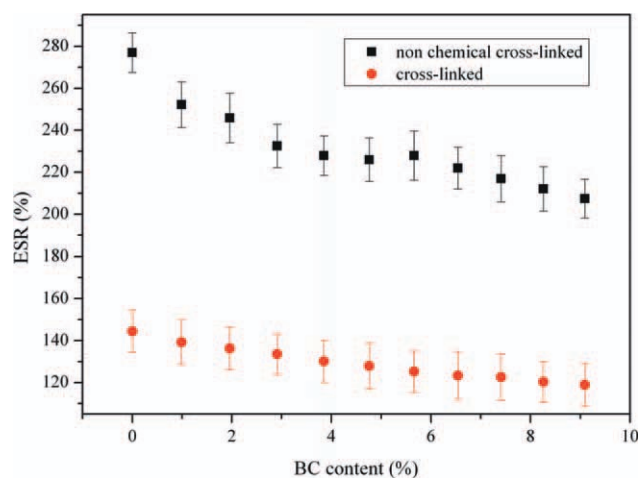 280
260
240
220
200
180
160
140
120
ESR (%)
non chemical cross-linked
cross-linked
0 2 4 6 8 10
BC content (%)